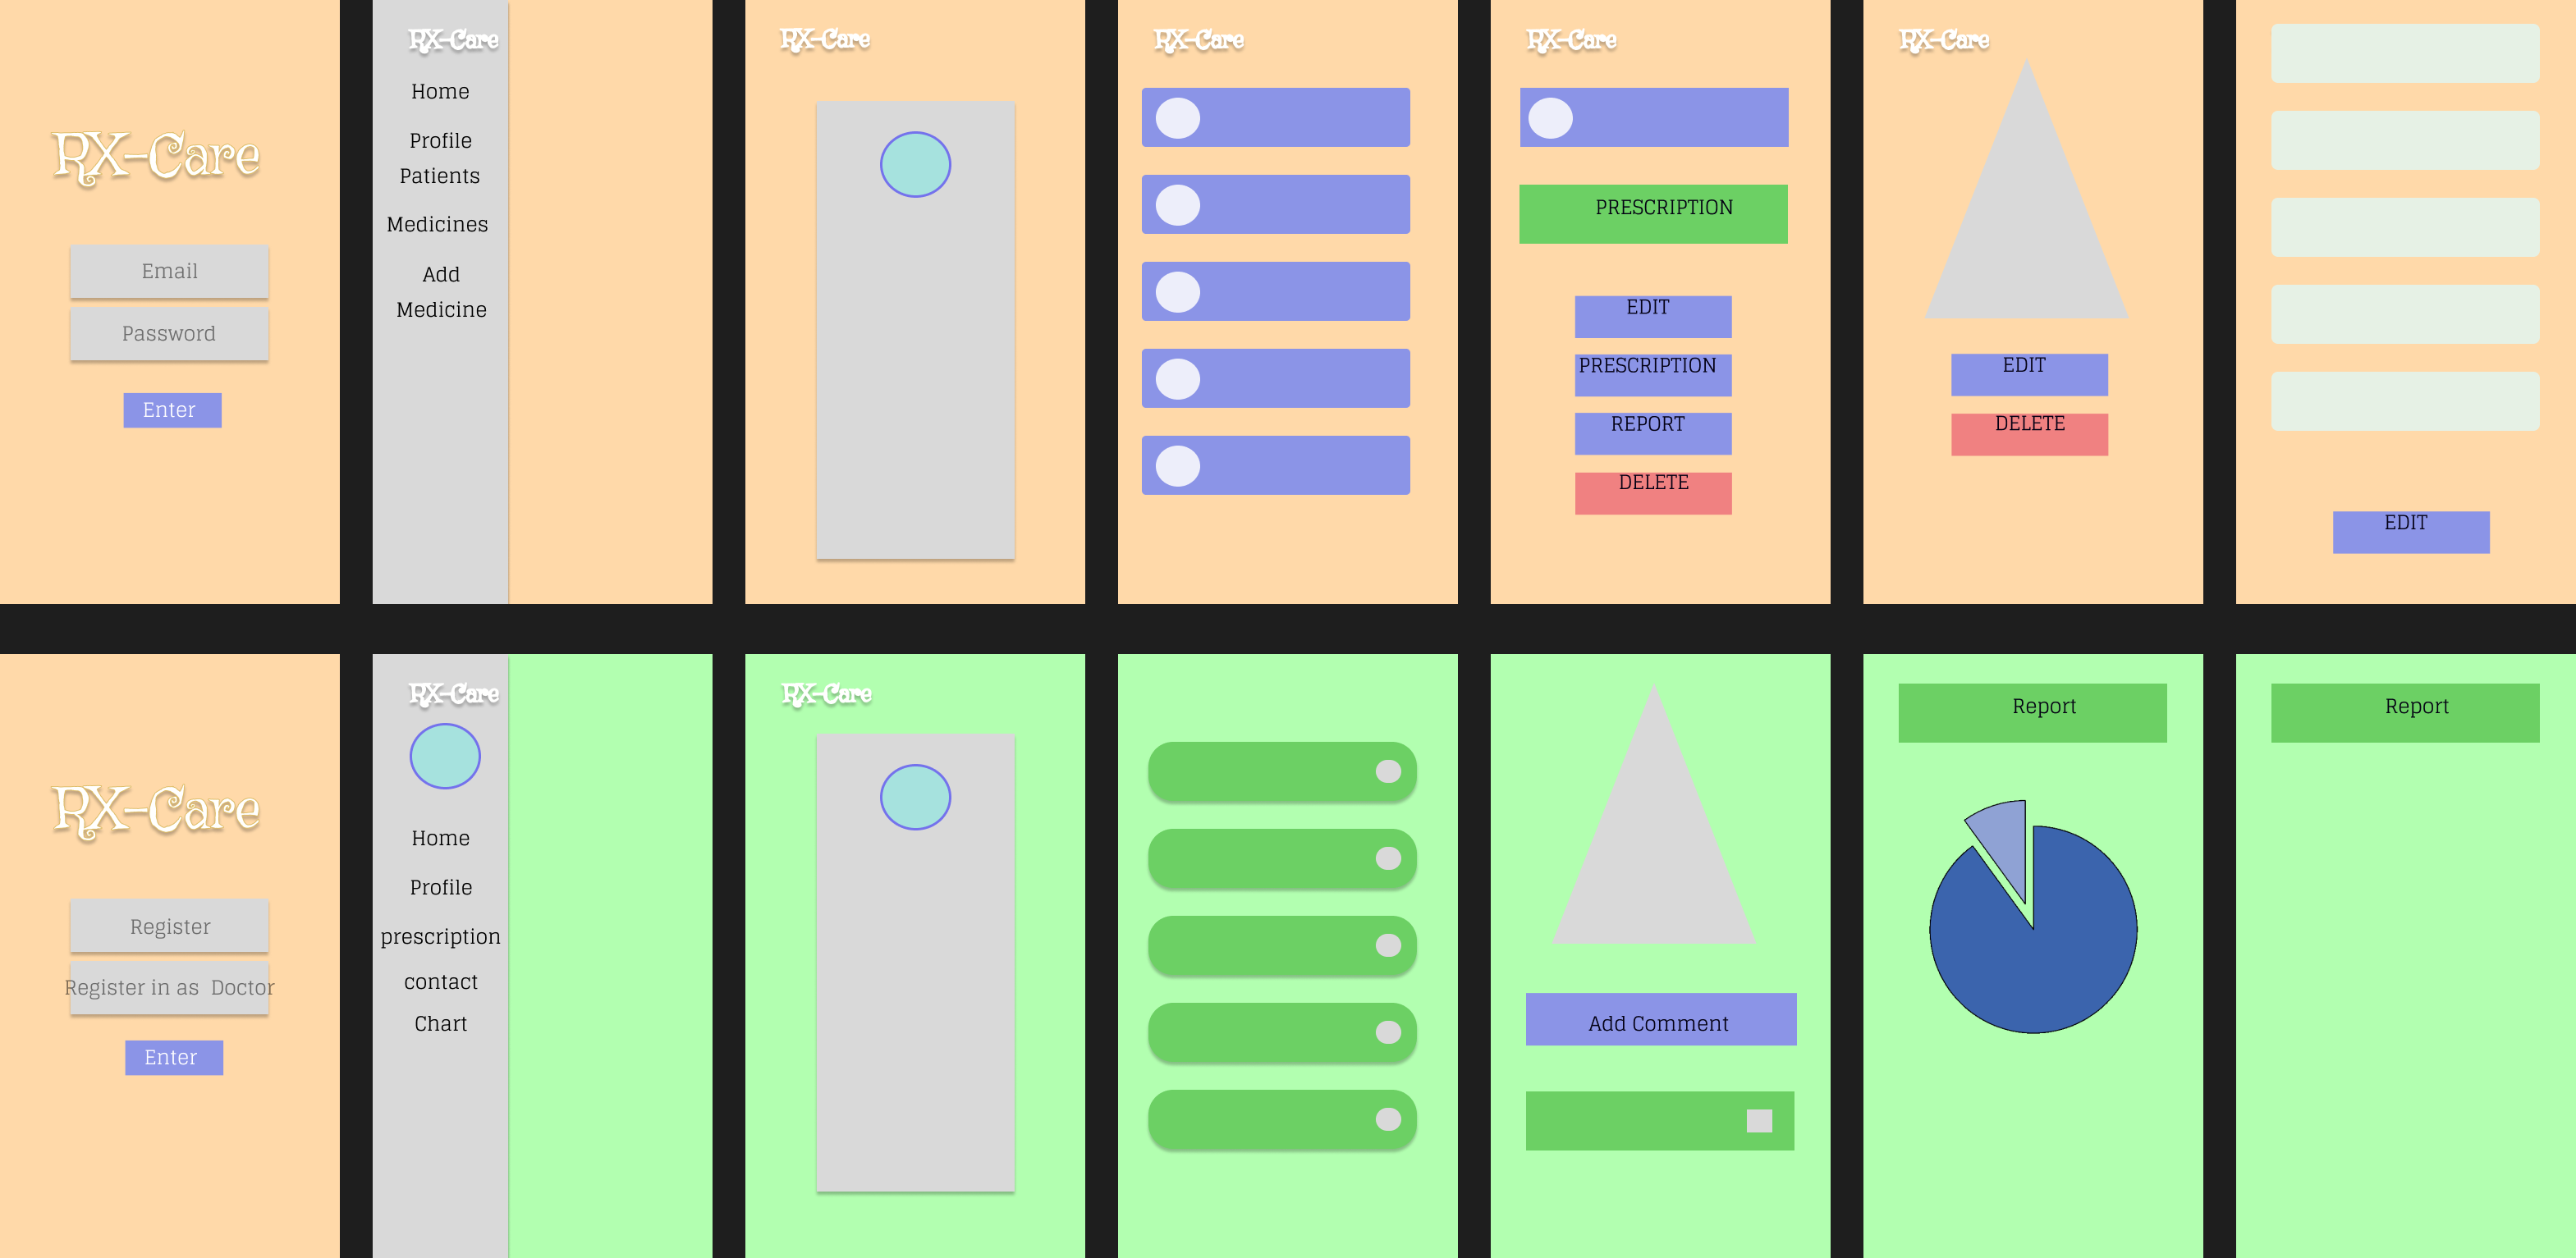 RX-Care
Email
Password
Enter
RX-Care
Home
Profile
Patients
Medicines
Add
Medicine
RX-Care
RX-Care
RX-Care
PRESCRIPTION
EDIT
PRESCRIPTION
REPORT
DELETE
RX-Care
EDIT
DELETE
EDIT
RX-Care
Register
Register in as Doctor
Enter
RX-Care
Home
Profile
prescription
contact
Chart
RX-Care
Add Comment
Report
Report